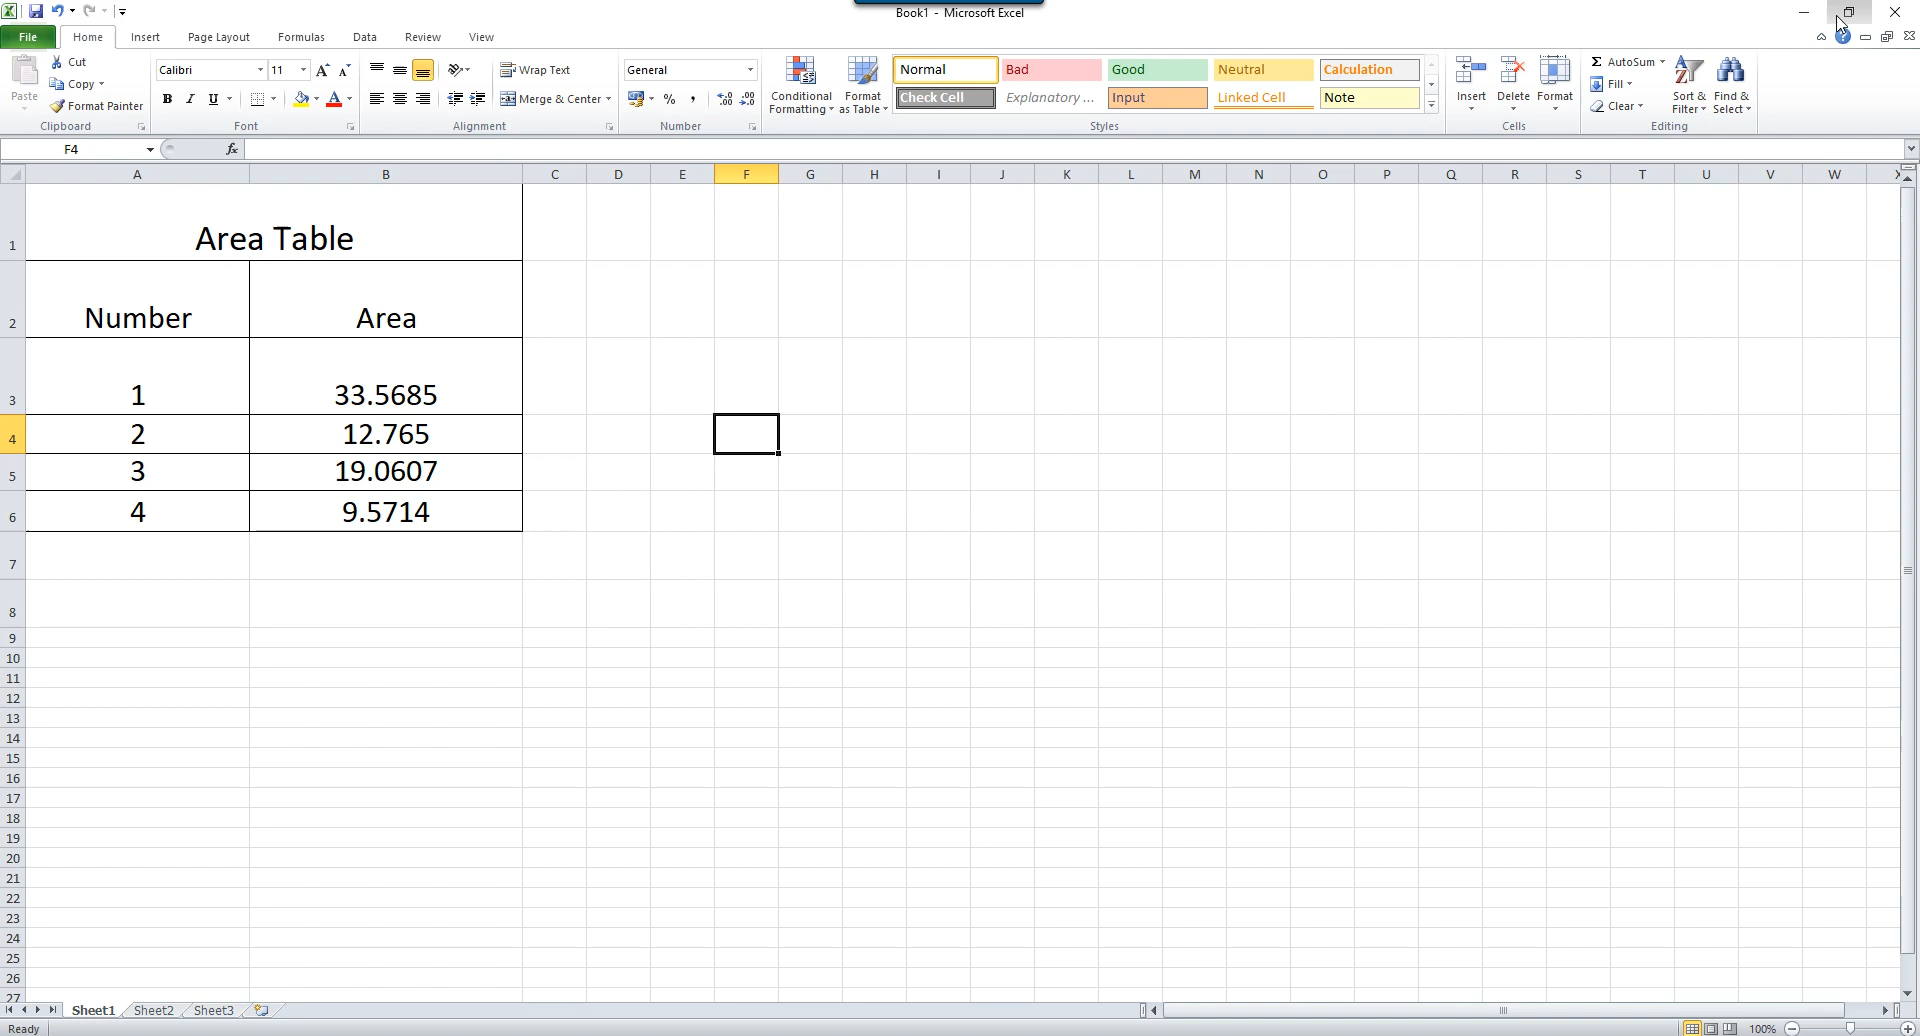 Book1 - Microsoft Excel
File Home Insert Page Layout Formulas Data Review View
Paste
Cut
Copy
Format Painter
Clipboard
Calibri 11
B I U
Font
Wrap Text
Merge & Center
Alignment
General
%
Number
Conditional Formatting
Format as Table
Normal Bad Good Neutral Calculation
Check Cell Explanatory ... Input Linked Cell Note
Styles
Insert Delete Format
Cells
Σ AutoSum
Fill
Clear
Sort & Filter
Find & Select
Editing
F4 fx
A B C D E F G H I J K L M N O P Q R S T U V W X
1 Area Table
2 Number Area
3 1 33.5685
4 2 12.765
5 3 19.0607
6 4 9.5714
7
8
9
10
11
12
13
14
15
16
17
18
19
20
21
22
23
24
25
26
27
Sheet1 Sheet2 Sheet3
Ready 100%